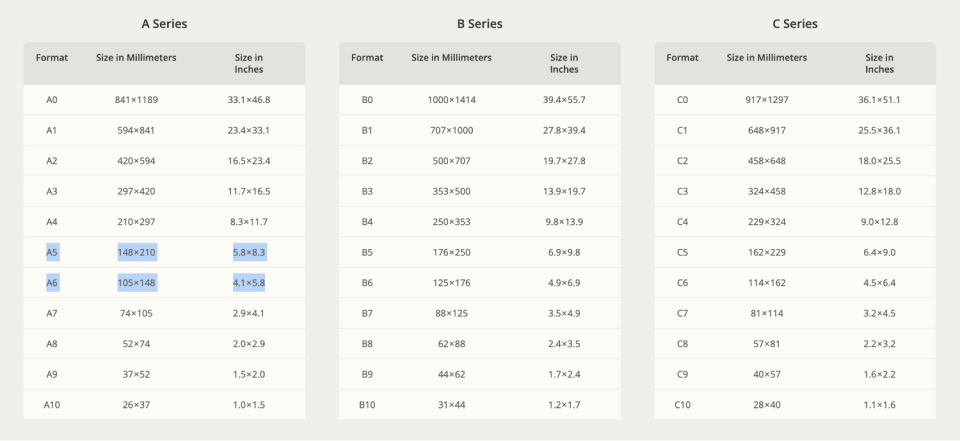 A Series
Format Size in Millimeters Size in Inches
A0 841×1189 33.1×46.8
A1 594×841 23.4×33.1
A2 420×594 16.5×23.4
A3 297×420 11.7×16.5
A4 210×297 8.3×11.7
A5 148×210 5.8×8.3
A6 105×148 4.1×5.8
A7 74×105 2.9×4.1
A8 52×74 2.0×2.9
A9 37×52 1.5×2.0
A10 26×37 1.0×1.5
B Series
Format Size in Millimeters Size in Inches
B0 1000×1414 39.4×55.7
B1 707×1000 27.8×39.4
B2 500×707 19.7×27.8
B3 353×500 13.9×19.7
B4 250×353 9.8×13.9
B5 176×250 6.9×9.8
B6 125×176 4.9×6.9
B7 88×125 3.5×4.9
B8 62×88 2.4×3.5
B9 44×62 1.7×2.4
B10 31×44 1.2×1.7
C Series
Format Size in Millimeters Size in Inches
C0 917×1297 36.1×51.1
C1 648×917 25.5×36.1
C2 458×648 18.0×25.5
C3 324×458 12.8×18.0
C4 229×324 9.0×12.8
C5 162×229 6.4×9.0
C6 114×162 4.5×6.4
C7 81×114 3.2×4.5
C8 57×81 2.2×3.2
C9 40×57 1.6×2.2
C10 28×40 1.1×1.6